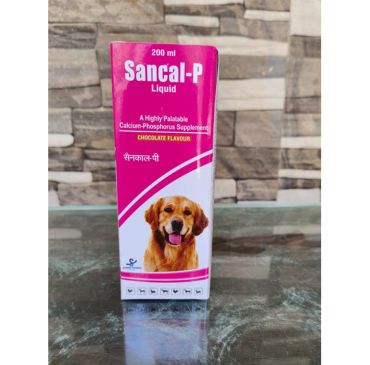 200 ml
Sancal-P
Liquid
A Highly Palatable
Calcium-Phosphorus Supplement
CHOCOLATE FLAVOUR
सेनकाल-पी